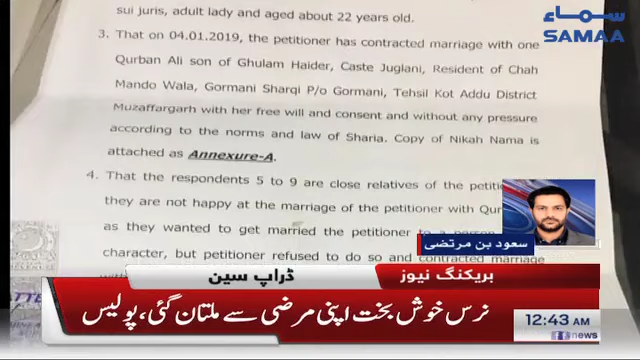 sui juris, adult lady and aged about 22 years old.
3. That on 04.01.2019, the petitioner has contracted marriage with one
Qurban Ali son of Ghulam Haider, Caste Juglani, Resident of Chah
Mando Wala, Gormani Sharqi P/o Gormani, Tehsil Kot Addu District
Muzaffargarh with her free will and consent and without any pressure
according to the norms and law of Sharia. Copy of Nikah Nama is
attached as Annexure-A.
4. That the respondents 5 to 9 are close relatives of the
they are not happy at the marriage of the petitioner with
as they wanted to get married the petitioner to a
character, but petitioner refused to do so and contracted marriage
سماء
SAMAA
سعود بن مرتضی
بریکنگ نیوز
ڈراپ سین
نرس خوش بخت اپنی مرضی سے ملتان گئی، پولیس
12:43 AM
news